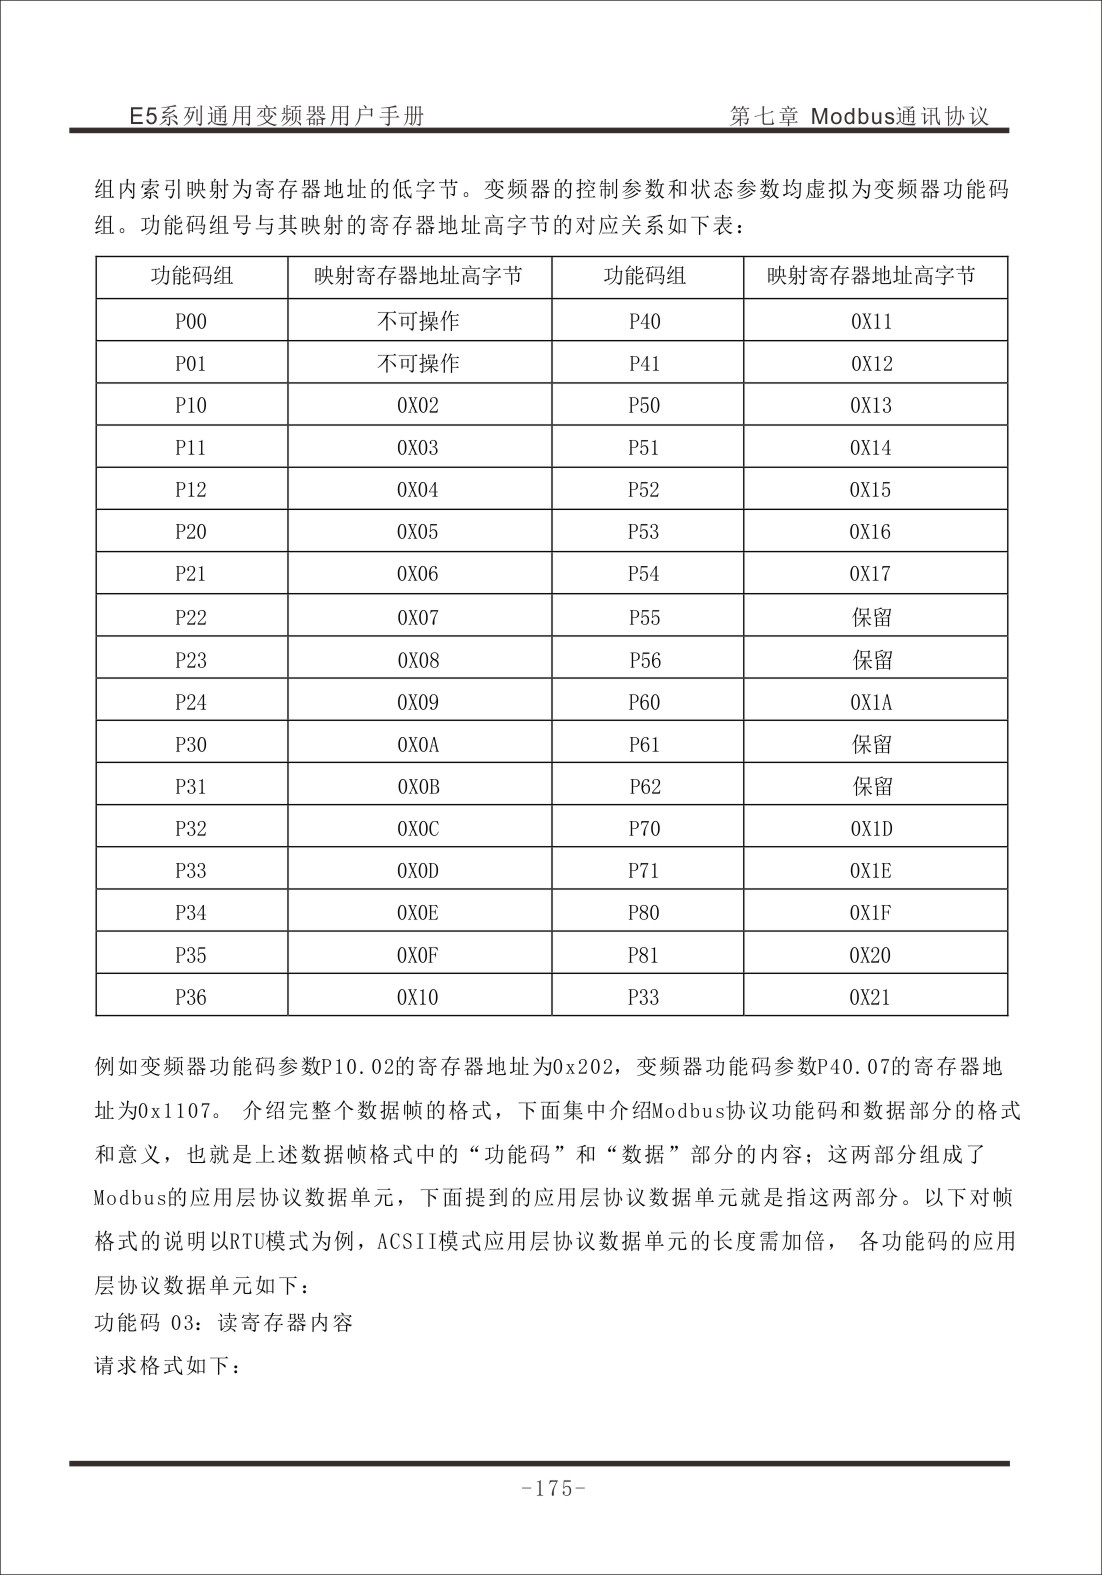 E5系列通用变频器用户手册 第七章 Modbus通讯协议
组内索引映射为寄存器地址的低字节。变频器的控制参数和状态参数均虚拟为变频器功能码
组。功能码组号与其映射的寄存器地址高字节的对应关系如下表：
功能码组 映射寄存器地址高字节 功能码组 映射寄存器地址高字节
P00 不可操作 P40 0X11
P01 不可操作 P41 0X12
P10 0X02 P50 0X13
P11 0X03 P51 0X14
P12 0X04 P52 0X15
P20 0X05 P53 0X16
P21 0X06 P54 0X17
P22 0X07 P55 保留
P23 0X08 P56 保留
P24 0X09 P60 0X1A
P30 0X0A P61 保留
P31 0X0B P62 保留
P32 0X0C P70 0X1D
P33 0X0D P71 0X1E
P34 0X0E P80 0X1F
P35 0X0F P81 0X20
P36 0X10 P33 0X21
例如变频器功能码参数P10.02的寄存器地址为0x202，变频器功能码参数P40.07的寄存器地
址为0x1107。 介绍完整个数据帧的格式，下面集中介绍Modbus协议功能码和数据部分的格式
和意义，也就是上述数据帧格式中的“功能码”和“数据”部分的内容；这两部分组成了
Modbus的应用层协议数据单元，下面提到的应用层协议数据单元就是指这两部分。以下对帧
格式的说明以RTU模式为例，ACSII模式应用层协议数据单元的长度需加倍， 各功能码的应用
层协议数据单元如下：
功能码 03：读寄存器内容
请求格式如下：
-175-